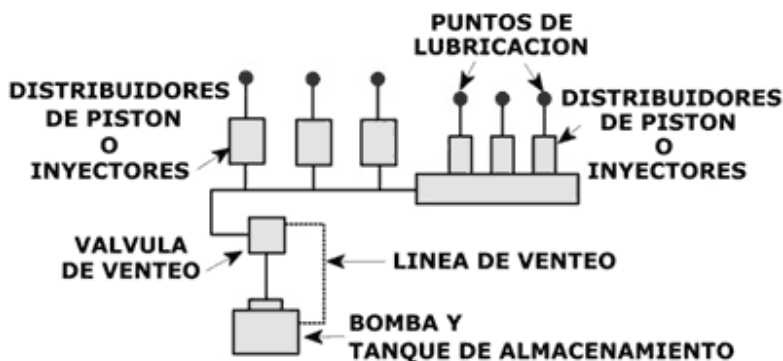 PUNTOS DE
LUBRICACION
DISTRIBUIDORES
DE PISTON
O
INYECTORES
DISTRIBUIDORES
DE PISTON
O
INYECTORES
VALVULA
DE VENTEO
LINEA DE VENTEO
BOMBA Y
TANQUE DE ALMACENAMIENTO